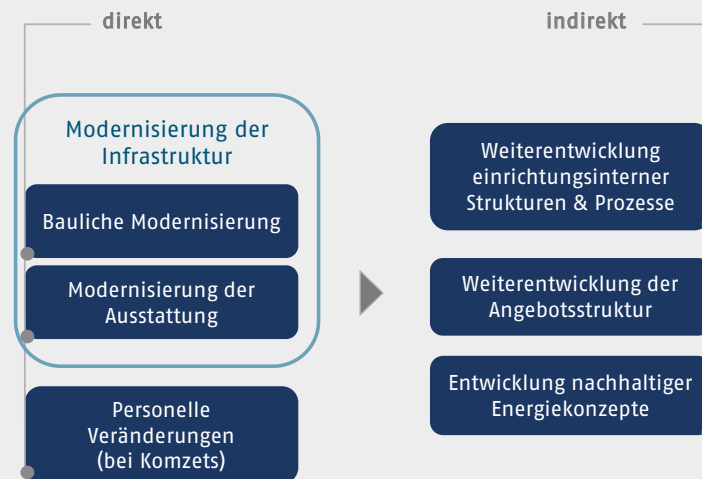 direkt
Modernisierung der
Infrastruktur
Bauliche Modernisierung
Modernisierung der
Ausstattung
Personelle
Veränderungen
(bei Komzets)
indirekt
Weiterentwicklung
einrichtungsinterner
Strukturen & Prozesse
Weiterentwicklung der
Angebotsstruktur
Entwicklung nachhaltiger
Energiekonzepte